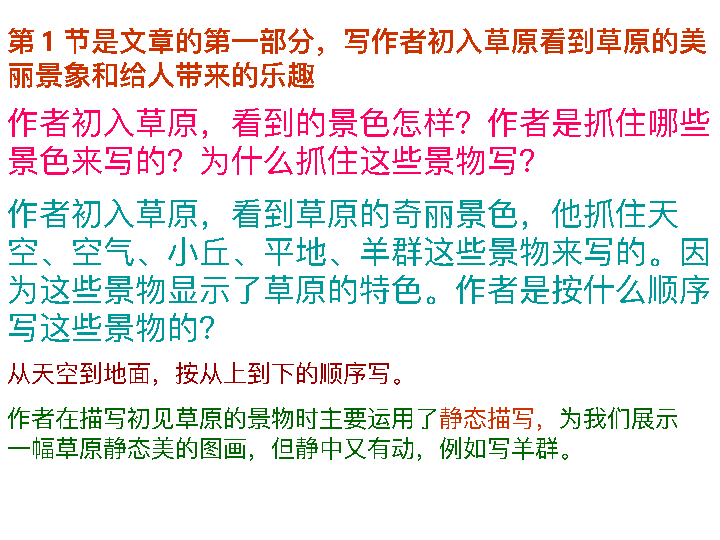 第1节是文章的第一部分，写作者初入草原看到草原的美
丽景象和给人带来的乐趣
作者初入草原，看到的景色怎样？作者是抓住哪些
景色来写的？为什么抓住这些景物写？
作者初入草原，看到草原的奇丽景色，他抓住天
空、空气、小丘、平地、羊群这些景物来写的。因
为这些景物显示了草原的特色。作者是按什么顺序
写这些景物的？
从天空到地面，按从上到下的顺序写。
作者在描写初见草原的景物时主要运用了静态描写，为我们展示
一幅草原静态美的图画，但静中又有动，例如写羊群。